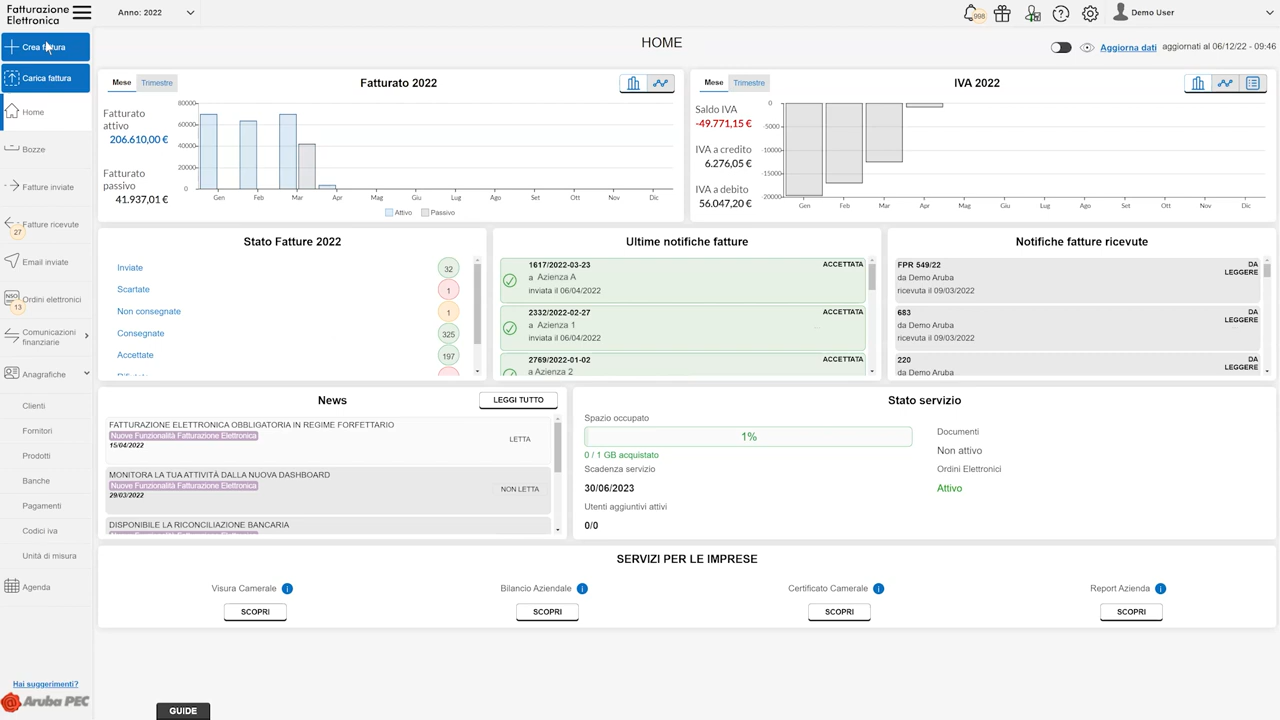 Fatturazione
Elettronica
Anno: 2022
998
Demo User
Crea fattura
Carica fattura
Home
Bozze
Fatture inviate
Fatture ricevute
27
Email inviate
NSO
Ordini elettronici
13
Comunicazioni
finanziarie
Anagrafiche
Clienti
Fornitori
Prodotti
Banche
Pagamenti
Codici iva
Unità di misura
Agenda
Hai suggerimenti?
Aruba PEC
HOME
Aggiorna dati aggiornati al 06/12/22 - 09:46
Mese Trimestre
Fatturato 2022
Fatturato
attivo
206.610,00 €
Fatturato
passivo
41.937,01 €
80000
60000
40000
20000
0
Gen Feb Mar Apr Mag Giu Lug Ago Set Ott Nov Dic
Attivo Passivo
Mese Trimestre
IVA 2022
Saldo IVA
-49.771,15 €
IVA a credito
6.276,05 €
IVA a debito
56.047,20 €
0
-5000
-10000
-15000
-20000
Gen Feb Mar Apr Mag Giu Lug Ago Set Ott Nov Dic
Stato Fatture 2022
Inviate 32
Scartate 1
Non consegnate 1
Consegnate 325
Accettate 197
Ultime notifiche fatture
1617/2022-03-23 ACCETTATA
a Azienda A
inviata il 06/04/2022
2332/2022-02-27 ACCETTATA
a Azienda 1
inviata il 06/04/2022
2769/2022-01-02 ACCETTATA
a Azienda 2
Notifiche fatture ricevute
FPR 549/22 DA LEGGERE
da Demo Aruba
ricevuta il 09/03/2022
683 DA LEGGERE
da Demo Aruba
ricevuta il 09/03/2022
220 DA LEGGERE
da Demo Aruba
News
LEGGI TUTTO
FATTURAZIONE ELETTRONICA OBBLIGATORIA IN REGIME FORFETTARIO
Nuove Funzionalità Fatturazione Elettronica
15/04/2022
LETTA
MONITORA LA TUA ATTIVITÀ DALLA NUOVA DASHBOARD
Nuove Funzionalità Fatturazione Elettronica
29/03/2022
NON LETTA
DISPONIBILE LA RICONCILIAZIONE BANCARIA
Stato servizio
Spazio occupato
1%
0 / 1 GB acquistato
Scadenza servizio
30/06/2023
Utenti aggiuntivi attivi
0/0
Documenti
Non attivo
Ordini Elettronici
Attivo
SERVIZI PER LE IMPRESE
Visura Camerale i
SCOPRI
Bilancio Aziendale i
SCOPRI
Certificato Camerale i
SCOPRI
Report Azienda i
SCOPRI
GUIDE